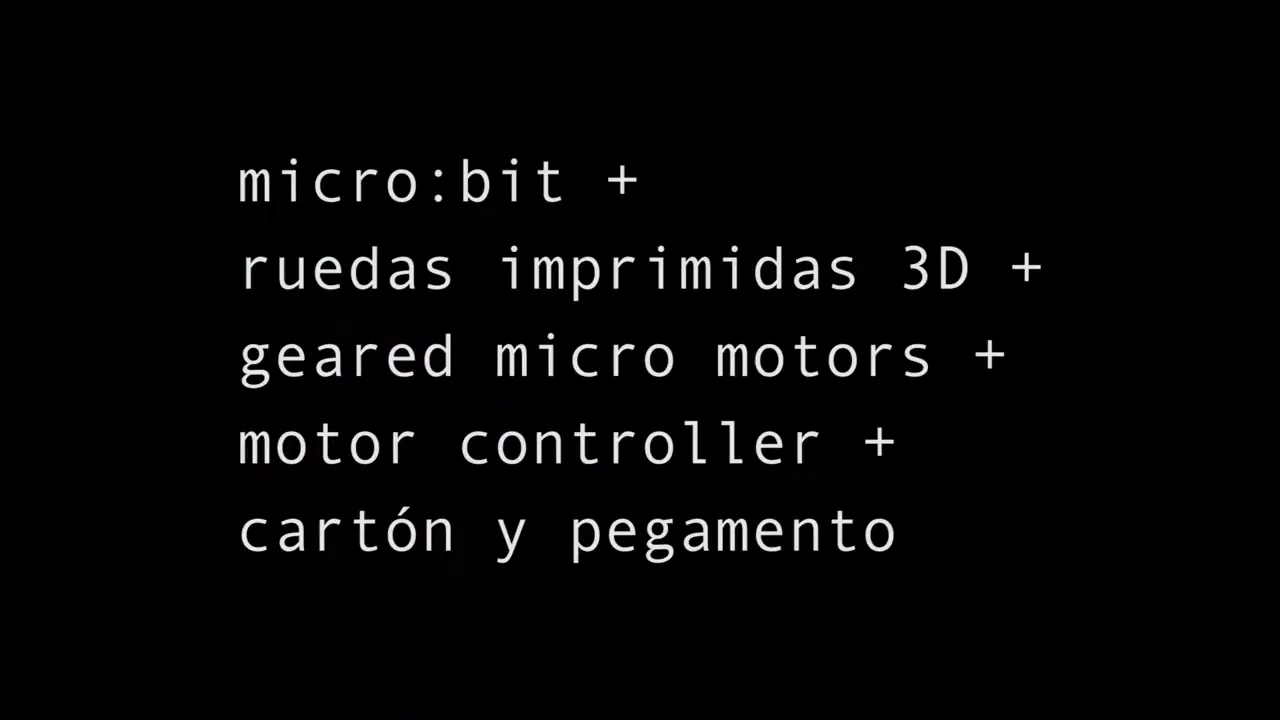 micro:bit +
ruedas imprimidas 3D +
geared micro motors +
motor controller +
cartón y pegamento